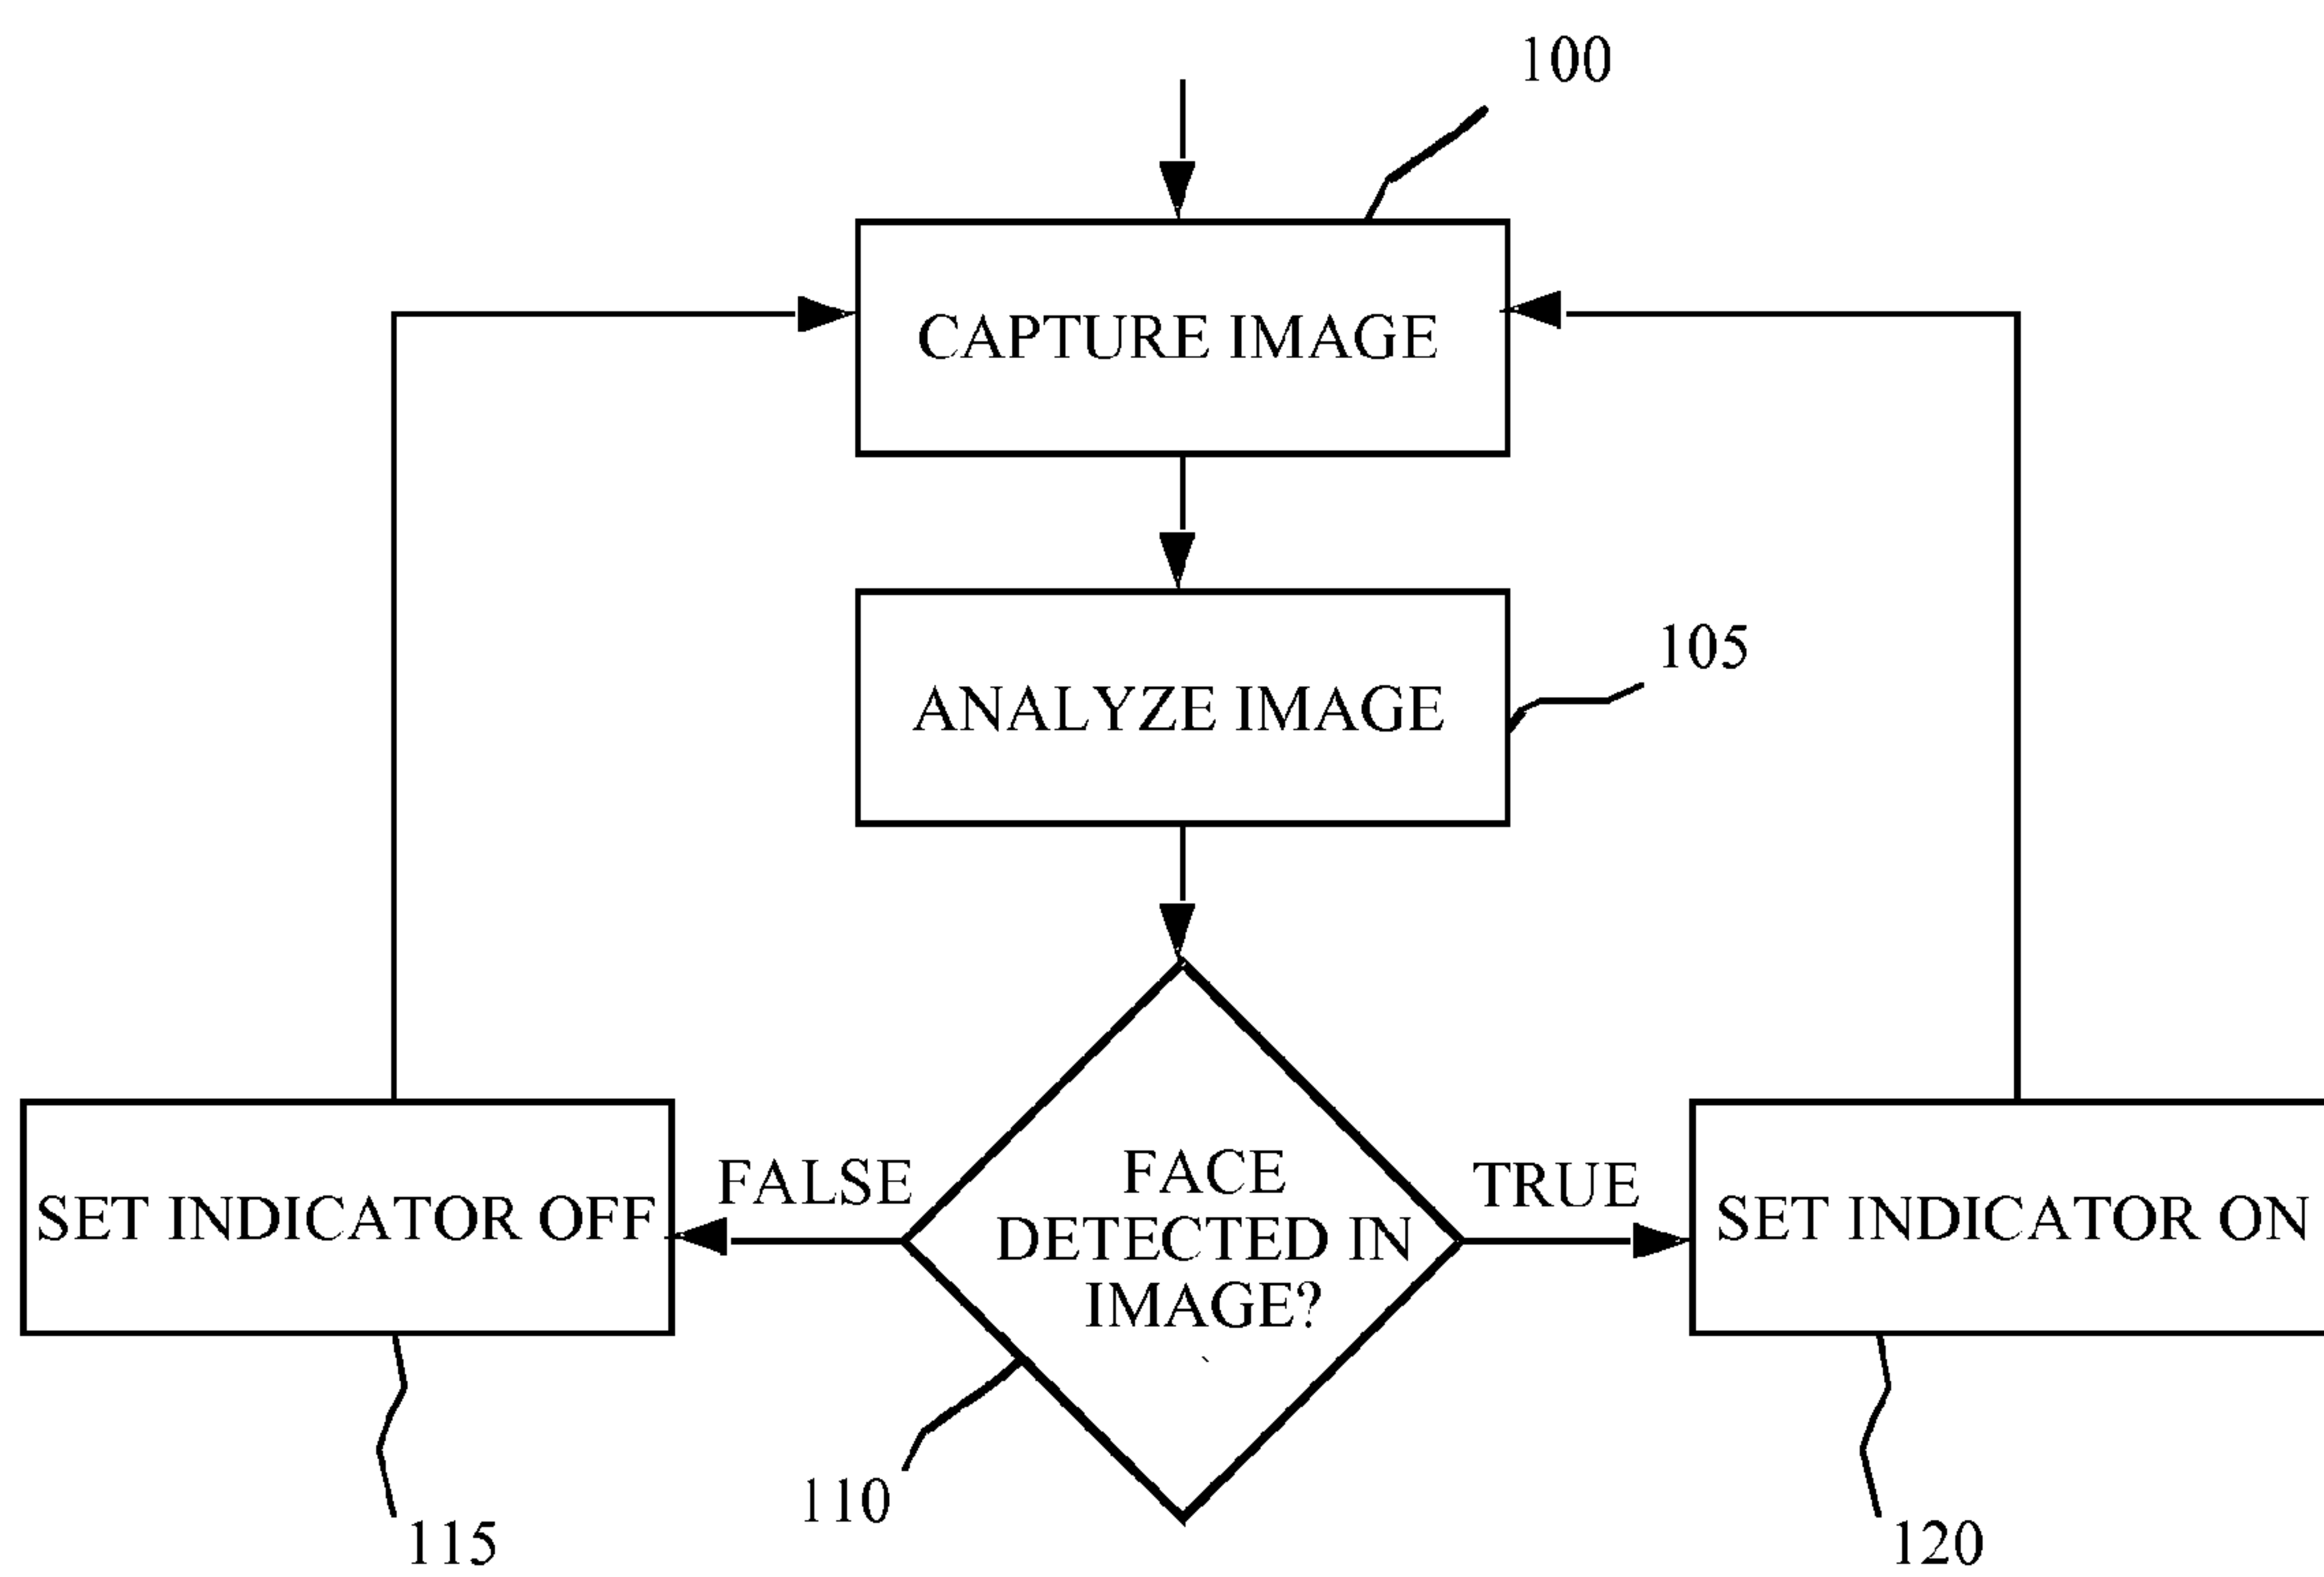 100
CAPTURE IMAGE
105
ANALYZE IMAGE
FALSE
FACE
DETECTED IN
IMAGE?
TRUE
SET INDICATOR OFF
SET INDICATOR ON
110
115
120